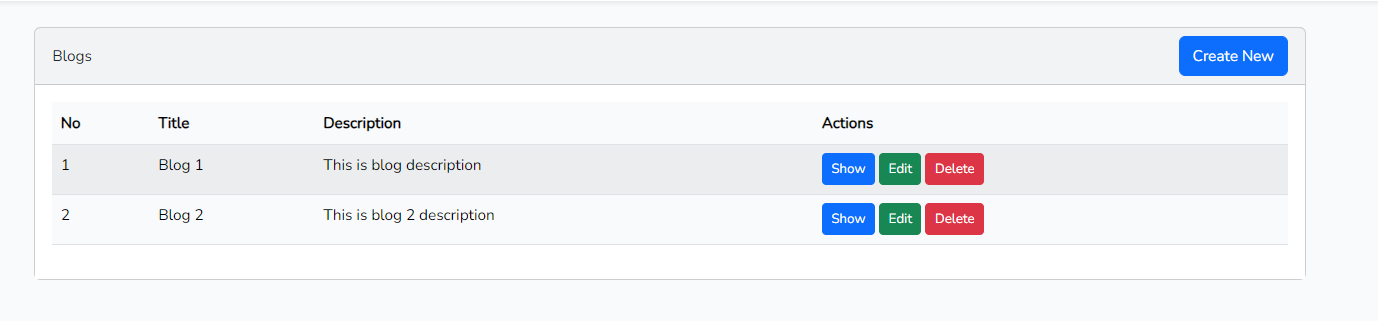 Blogs Create New
No Title Description Actions
1 Blog 1 This is blog description Show Edit Delete
2 Blog 2 This is blog 2 description Show Edit Delete